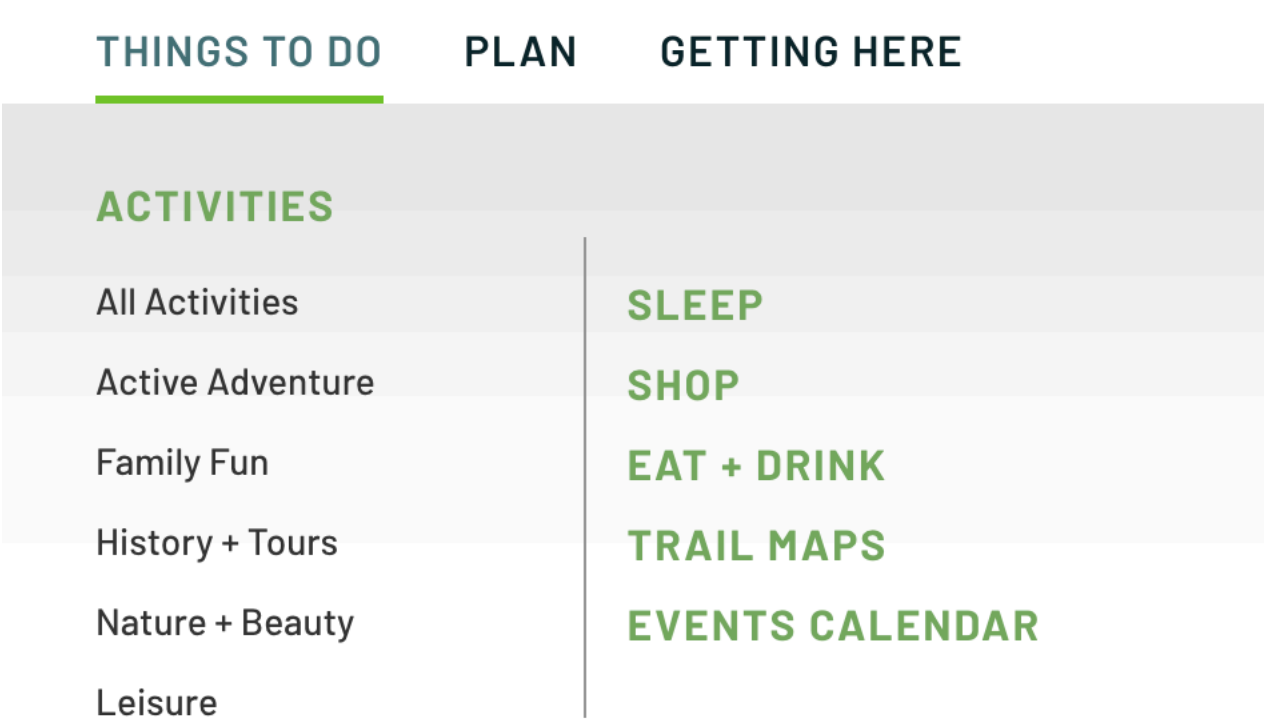 THINGS TO DO PLAN GETTING HERE
ACTIVITIES
All Activities
Active Adventure
Family Fun
History + Tours
Nature + Beauty
Leisure
SLEEP
SHOP
EAT + DRINK
TRAIL MAPS
EVENTS CALENDAR